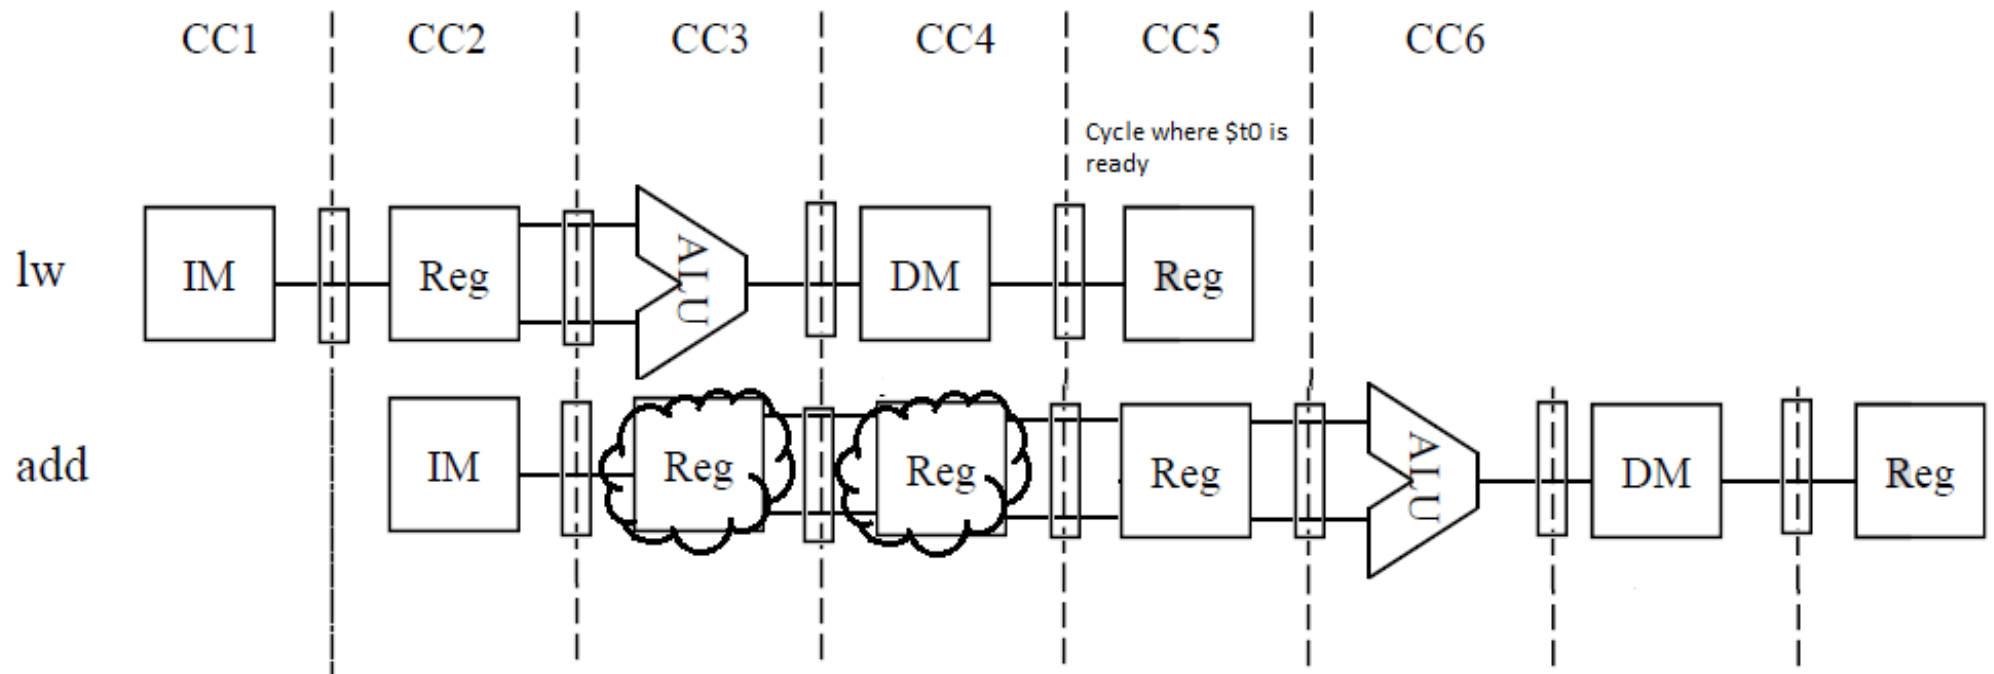 CC1 CC2 CC3 CC4 CC5 CC6
Cycle where $t0 is
ready
lw IM Reg ALU DM Reg
add IM Reg Reg Reg ALU DM Reg